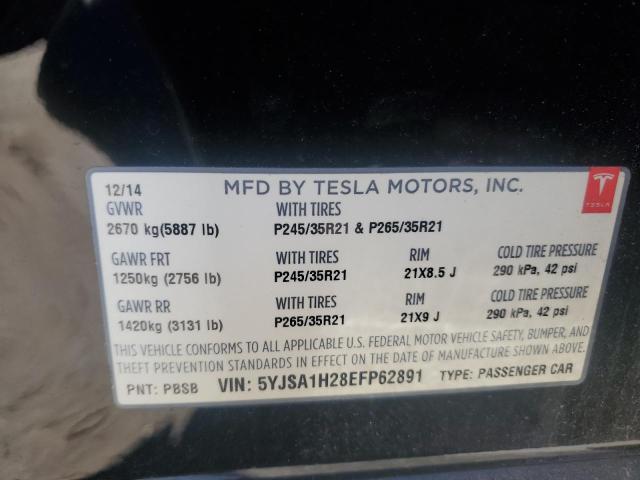 12/14 MFD BY TESLA MOTORS, INC. TESLA
GVWR WITH TIRES
2670 kg(5887 lb) P245/35R21 & P265/35R21
GAWR FRT RIM COLD TIRE PRESSURE
1250kg (2756 lb) P245/35R21 21X8.5 J 290 kPa, 42 psi
GAWR RR RIM COLD TIRE PRESSURE
1420kg (3131 lb) P265/35R21 21X9 J 290 kPa, 42 psi
THIS VEHICLE CONFORMS TO ALL APPLICABLE U.S. FEDERAL MOTOR VEHICLE SAFETY, BUMPER, AND
THEFT PREVENTION STANDARDS IN EFFECT ON THE DATE OF MANUFACTURE SHOWN ABOVE.
PNT: PBSB VIN: 5YJSA1H28EFP62891 TYPE: PASSENGER CAR